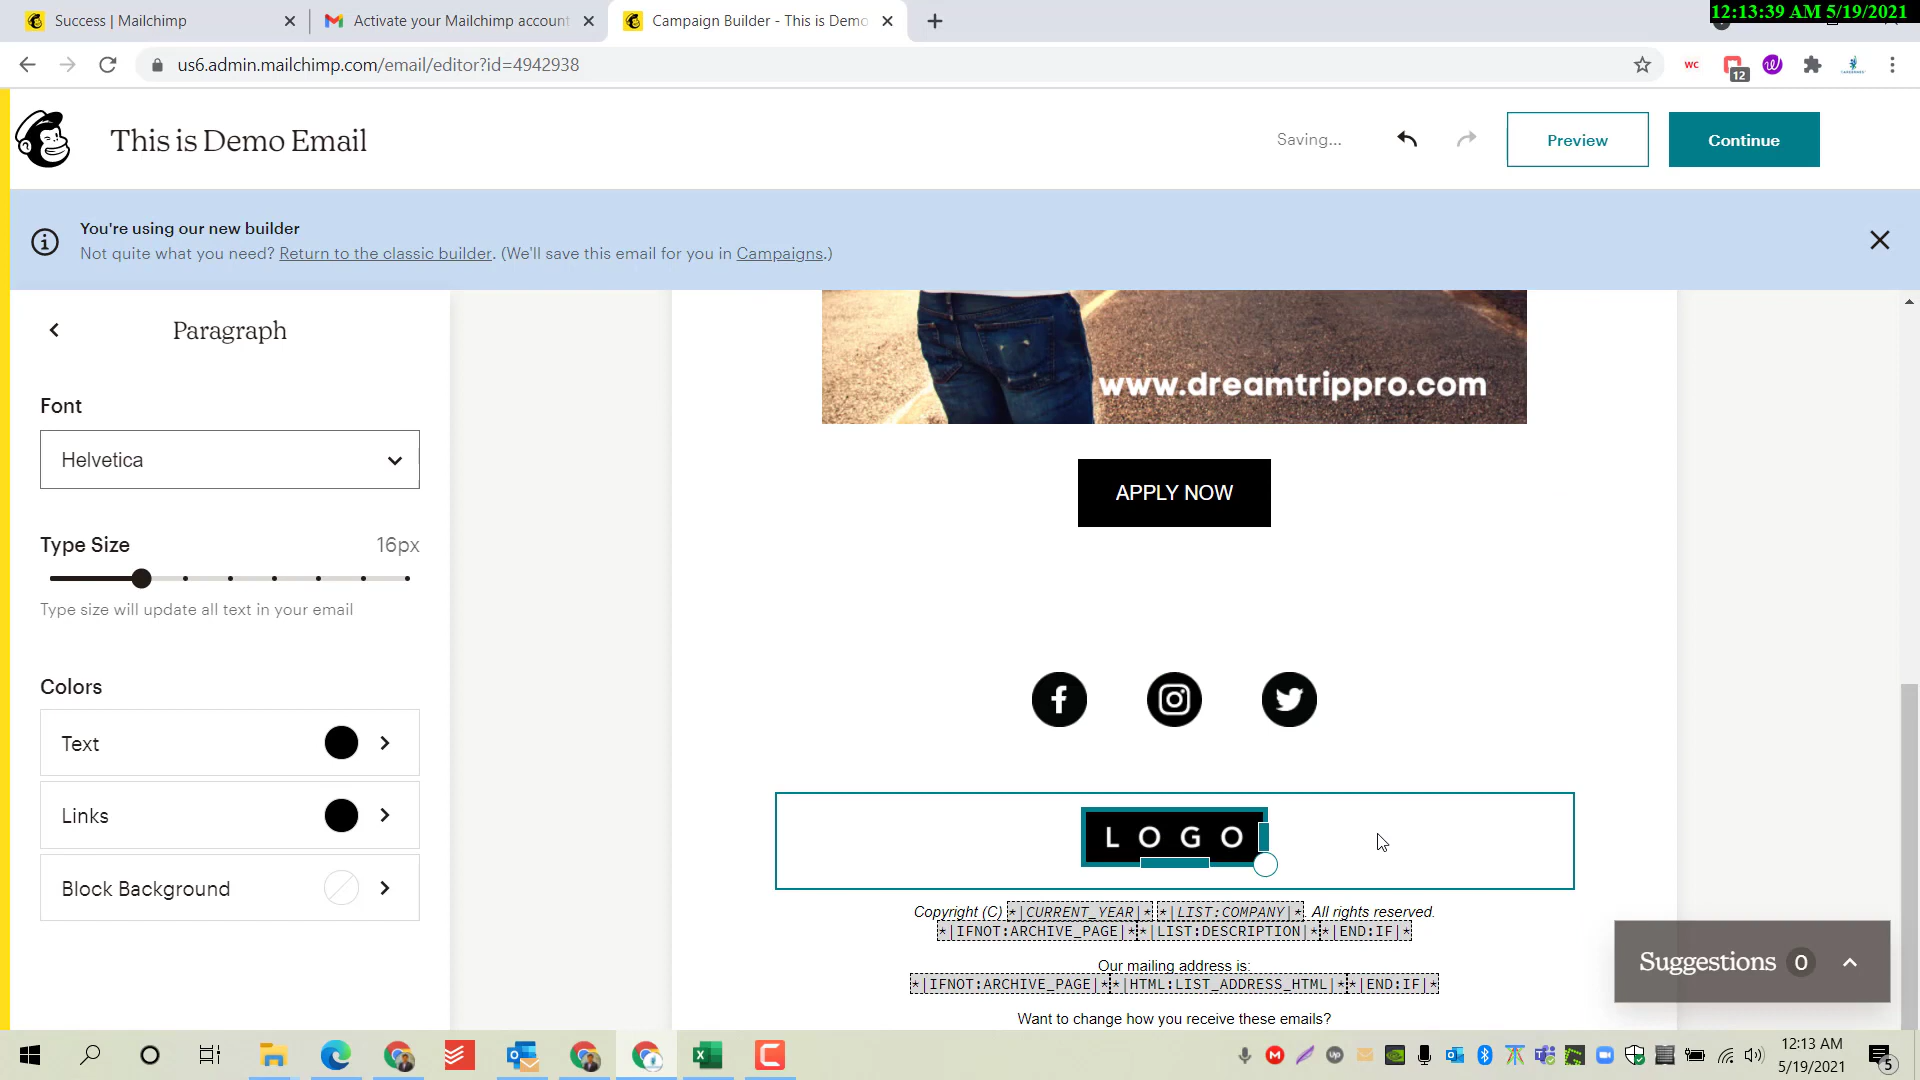 12:13:39 AM 5/19/2021
Success | Mailchimp
Activate your Mailchimp account
Campaign Builder - This is Demo
us6.admin.mailchimp.com/email/editor?id=4942938
WC
12
This is Demo Email
Saving...
Preview
Continue
You're using our new builder
Not quite what you need? Return to the classic builder. (We'll save this email for you in Campaigns.)
Paragraph
Font
Helvetica
Type Size 16px
Type size will update all text in your email
Colors
Text
Links
Block Background
www.dreamtrippro.com
APPLY NOW
LOGO
Copyright (C) *|CURRENT_YEAR|* *|LIST:COMPANY|*. All rights reserved.
*|IFNOT:ARCHIVE_PAGE|* *|LIST:DESCRIPTION|* *|END:IF|*
Our mailing address is:
*|IFNOT:ARCHIVE_PAGE|* *|HTML:LIST_ADDRESS_HTML|* *|END:IF|*
Want to change how you receive these emails?
Suggestions 0
12:13 AM
5/19/2021
5